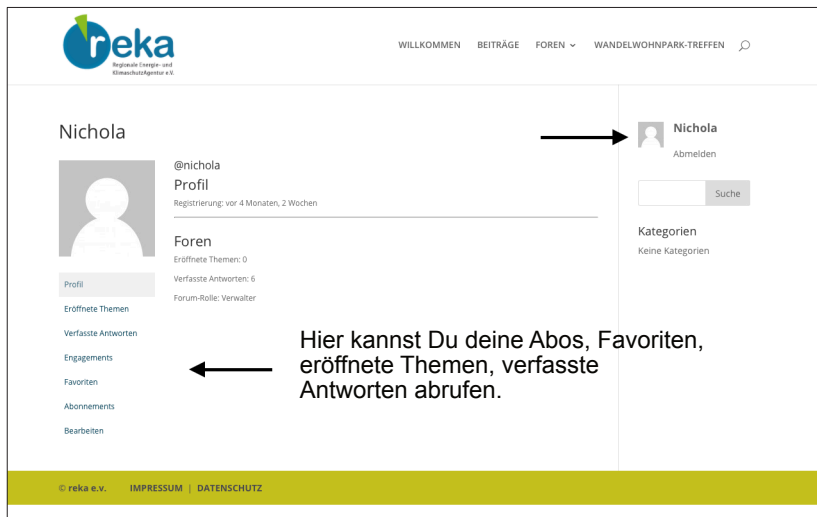 reka
Regionale Energie- und
KlimaschutzAgentur e.V.
WILLKOMMEN BEITRÄGE FOREN WANDELWOHNPARK-TREFFEN
Nichola
@nichola
Profil
Registrierung: vor 4 Monaten, 2 Wochen
Foren
Eröffnete Themen: 0
Verfasste Antworten: 6
Forum-Rolle: Verwalter
Profil
Eröffnete Themen
Verfasste Antworten
Engagements
Favoriten
Abonnements
Bearbeiten
Hier kannst Du deine Abos, Favoriten,
eröffnete Themen, verfasste
Antworten abrufen.
Nichola
Abmelden
Suche
Kategorien
Keine Kategorien
© reka e.v. IMPRESSUM | DATENSCHUTZ